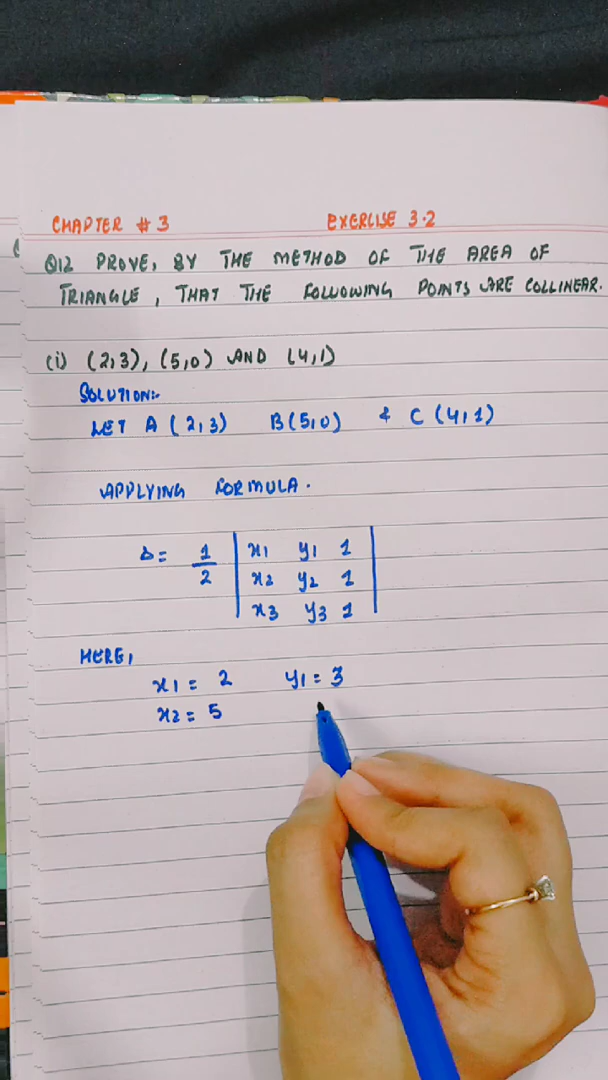 CHAPTER # 3 EXERCISE 3.2
Q12 PROVE, BY THE METHOD OF THE AREA OF
TRIANGLE, THAT THE FOLLOWING POINTS ARE COLLINEAR.
(i) (2,3), (5,0) AND (4,1)
SOLUTION:-
LET A (2,3) B(5,0) & C (4,1)
APPLYING FORMULA.
Δ = 1/2 | x1 y1 1 |
| x2 y2 1 |
| x3 y3 1 |
HERE,
x1 = 2 y1 = 3
x2 = 5